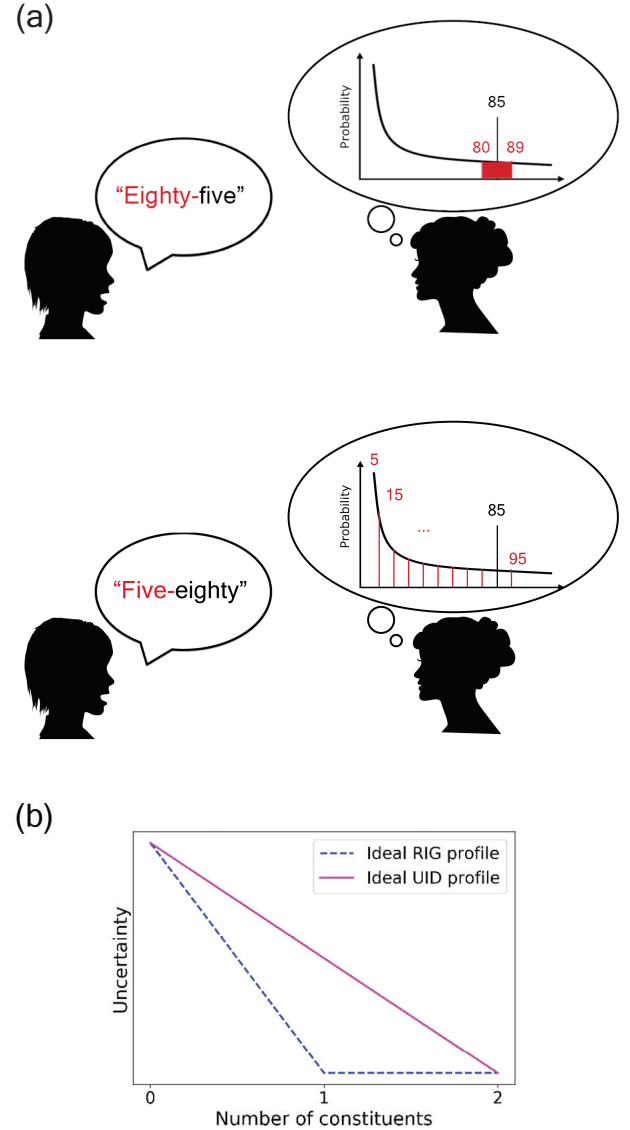 (a)
Probability
85
80
89
“Eighty-five”
5
15
...
85
95
Probability
“Five-eighty”
(b)
Ideal RIG profile
Ideal UID profile
Uncertainty
0
1
2
Number of constituents